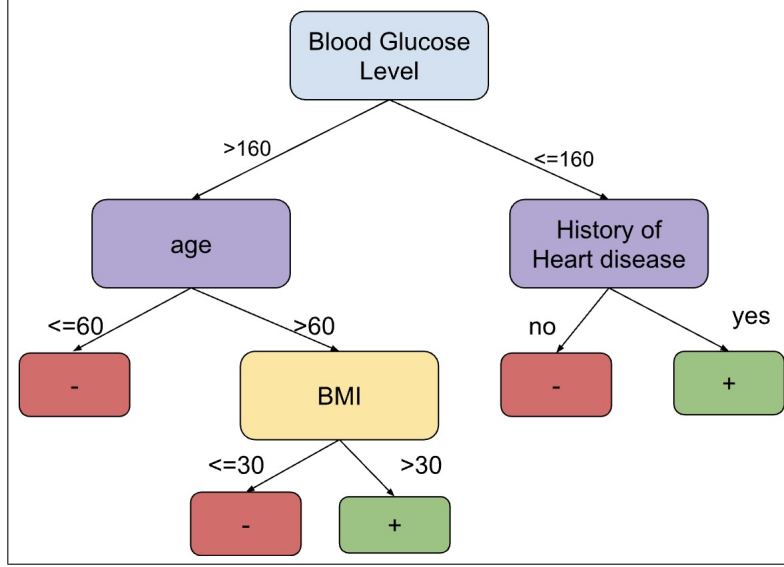 Blood Glucose
Level
>160
<=160
age
History of
Heart disease
<=60
>60
no
yes
-
BMI
-
+
<=30
>30
-
+